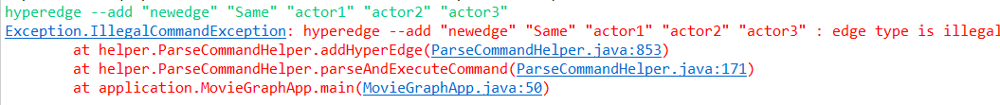 hyperedge --add "newedge" "Same" "actor1" "actor2" "actor3"
Exception.IllegalCommandException: hyperedge --add "newedge" "Same" "actor1" "actor2" "actor3" : edge type is illegal
at helper.ParseCommandHelper.addHyperEdge(ParseCommandHelper.java:853)
at helper.ParseCommandHelper.parseAndExecuteCommand(ParseCommandHelper.java:171)
at application.MovieGraphApp.main(MovieGraphApp.java:50)